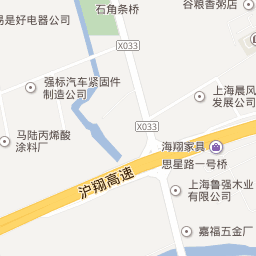 易是好电器公司
石角条桥
谷粮香粥店
X033
强标汽车紧固件
制造公司
上海晨风
发展公司
X033
马陆丙烯酸
涂料厂
海翔家具
思星路一号桥
沪翔高速
上海鲁强木业
有限公司
嘉福五金厂